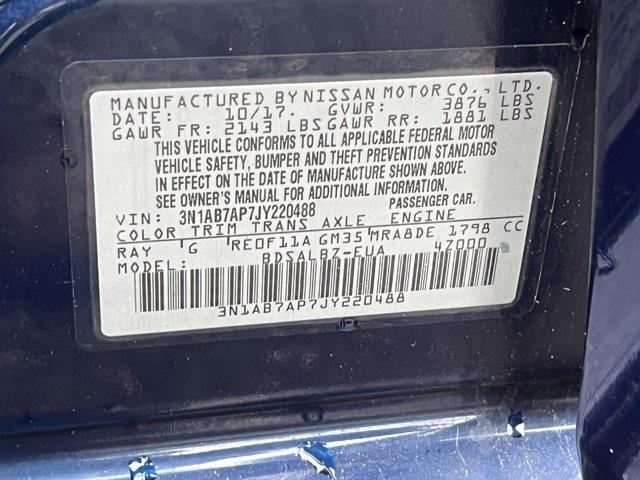 MANUFACTURED BY NISSAN MOTOR CO., LTD.
DATE: 10/17. GVWR: 3876 LBS
GAWR FR: 2143 LBS GAWR RR: 1881 LBS
THIS VEHICLE CONFORMS TO ALL APPLICABLE FEDERAL MOTOR
VEHICLE SAFETY, BUMPER AND THEFT PREVENTION STANDARDS
IN EFFECT ON THE DATE OF MANUFACTURE SHOWN ABOVE.
SEE OWNER'S MANUAL FOR ADDITIONAL INFORMATION.
VIN: 3N1AB7AP7JY220488 PASSENGER CAR.
COLOR TRIM TRANS AXLE ENGINE
RAY G RE0F11A GM35 MRA8DE 1798 CC
MODEL: BDSALBZ-EUA 47000
3N1AB7AP7JY220488